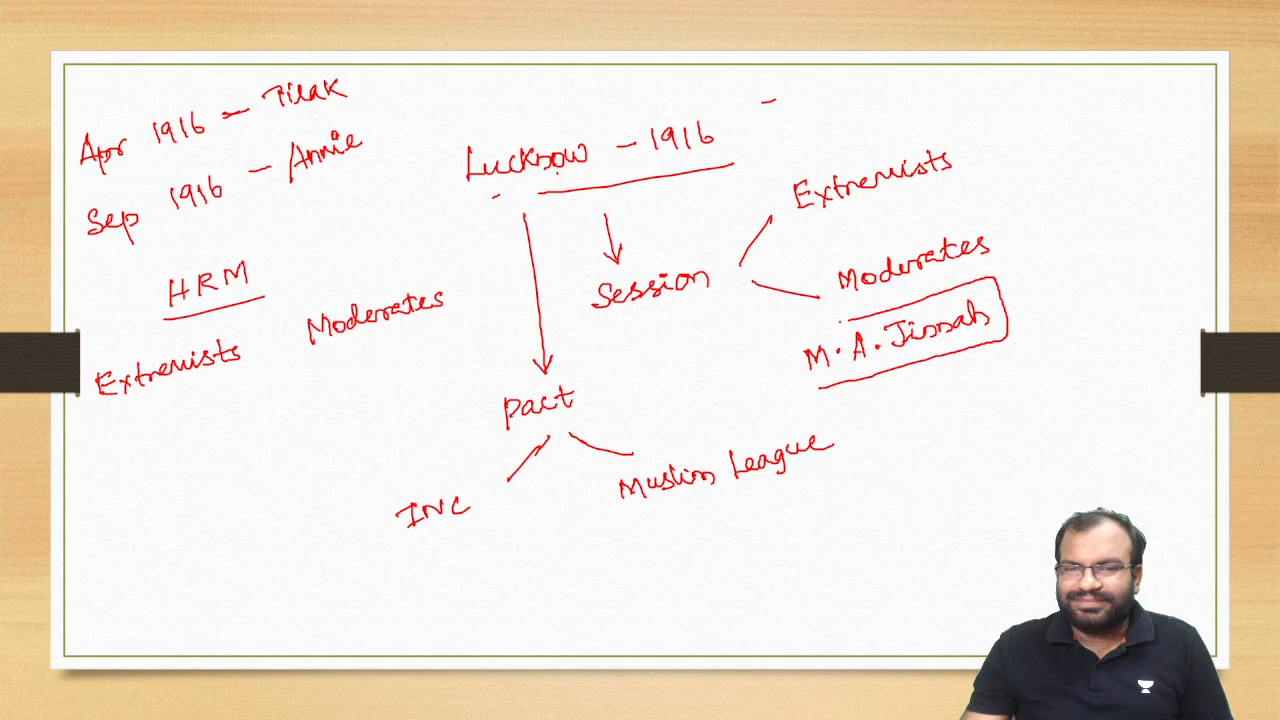 Apr 1916 - Tilak
Sep 1916 - Annie
HRM
Extremists Moderates
Lucknow - 1916
Session
Extremists
Moderates
M. A. Jinnah
Pact
INC
Muslim League